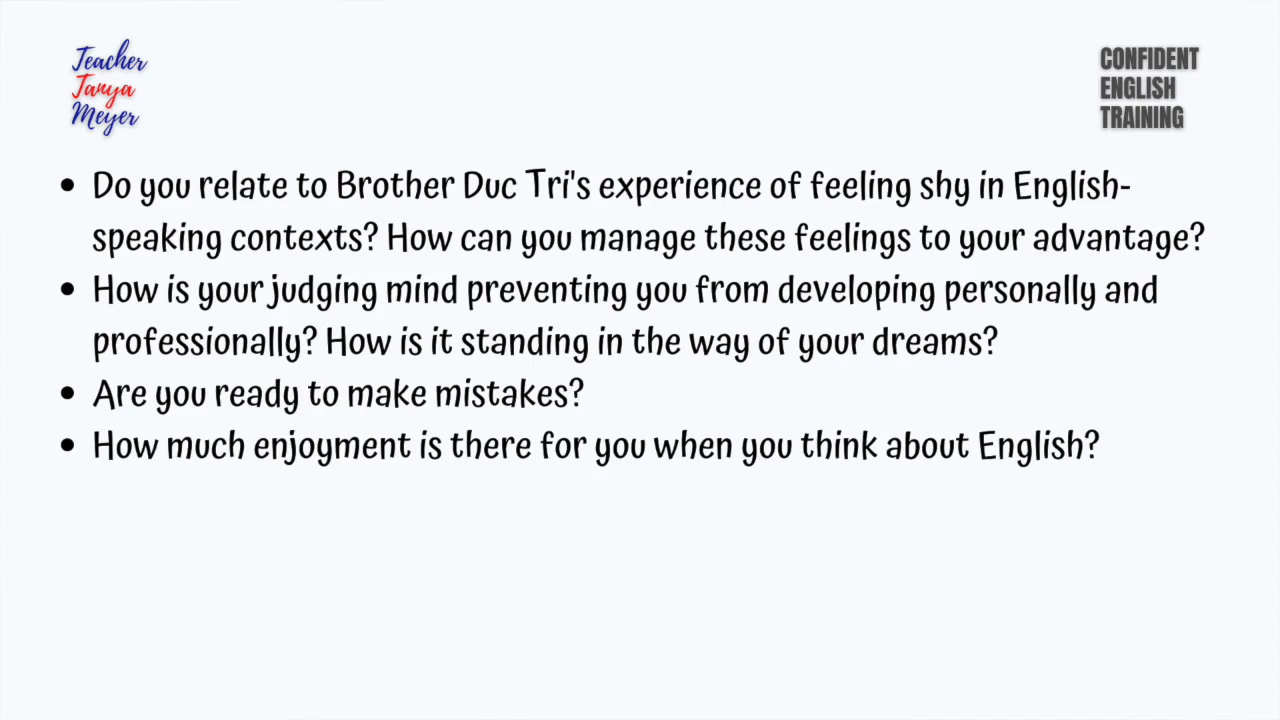 Teacher
Tanya
Meyer
CONFIDENT
ENGLISH
TRAINING
• Do you relate to Brother Duc Tri's experience of feeling shy in English-
speaking contexts? How can you manage these feelings to your advantage?
• How is your judging mind preventing you from developing personally and
professionally? How is it standing in the way of your dreams?
• Are you ready to make mistakes?
• How much enjoyment is there for you when you think about English?